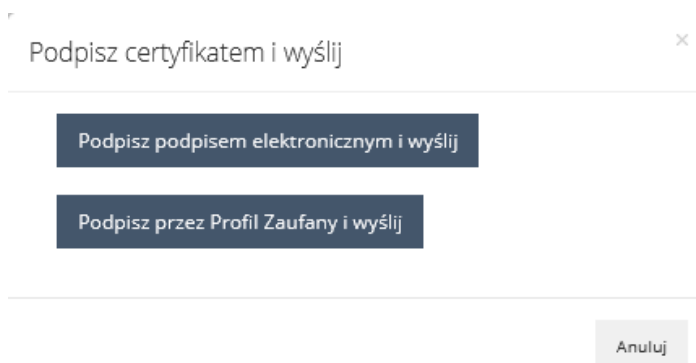 Podpisz certyfikatem i wyślij
×
Podpisz podpisem elektronicznym i wyślij
Podpisz przez Profil Zaufany i wyślij
Anuluj